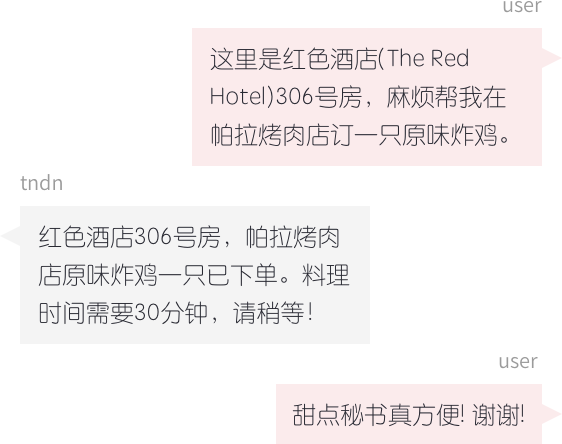 user
这里是红色酒店(The Red
Hotel)306号房，麻烦帮我在
帕拉烤肉店订一只原味炸鸡。
tndn
红色酒店306号房，帕拉烤肉
店原味炸鸡一只已下单。料理
时间需要30分钟，请稍等！
user
甜点秘书真方便! 谢谢!